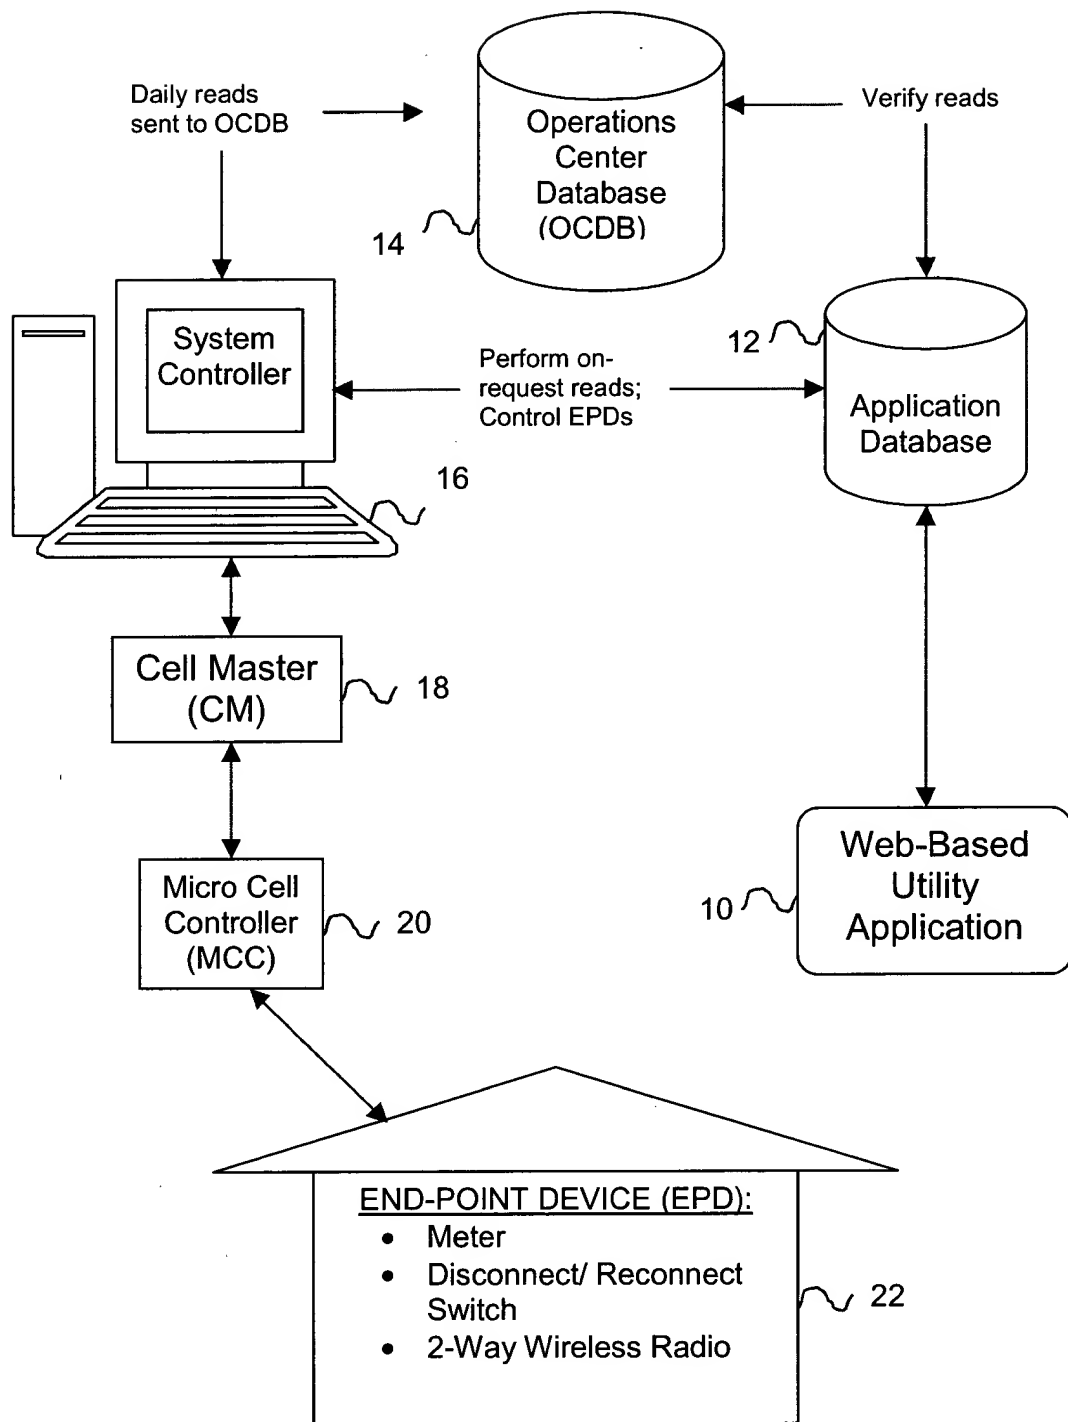 Daily reads
sent to OCDB
Operations
Center
Database
(OCDB)
Verify reads
14
System
Controller
Perform on-
request reads;
Control EPDs
12
Application
Database
16
Cell Master
(CM)
18
Micro Cell
Controller
(MCC)
20
Web-Based
Utility
Application
10
END-POINT DEVICE (EPD):
• Meter
• Disconnect/ Reconnect
Switch
• 2-Way Wireless Radio
22